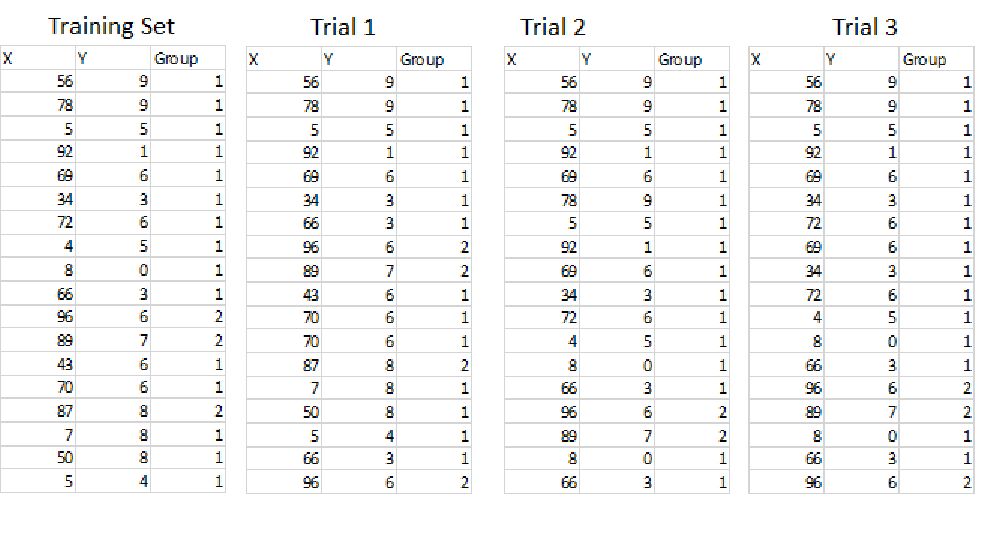 Training Set Trial 1 Trial 2 Trial 3
X Y Group X Y Group X Y Group X Y Group
56 9 1 56 9 1 56 9 1 56 9 1
78 9 1 78 9 1 78 9 1 78 9 1
5 5 1 5 5 1 5 5 1 5 5 1
92 1 1 92 1 1 92 1 1 92 1 1
69 6 1 69 6 1 69 6 1 69 6 1
34 3 1 34 3 1 78 9 1 34 3 1
72 6 1 66 3 1 5 5 1 72 6 1
4 5 1 96 6 2 92 1 1 69 6 1
8 0 1 89 7 2 69 6 1 34 3 1
66 3 1 43 6 1 34 3 1 72 6 1
96 6 2 70 6 1 72 6 1 4 5 1
89 7 2 70 6 1 4 5 1 8 0 1
43 6 1 87 8 2 8 0 1 66 3 1
70 6 1 7 8 1 66 3 1 96 6 2
87 8 2 50 8 1 96 6 2 89 7 2
7 8 1 5 4 1 89 7 2 8 0 1
50 8 1 66 3 1 8 0 1 66 3 1
5 4 1 96 6 2 66 3 1 96 6 2